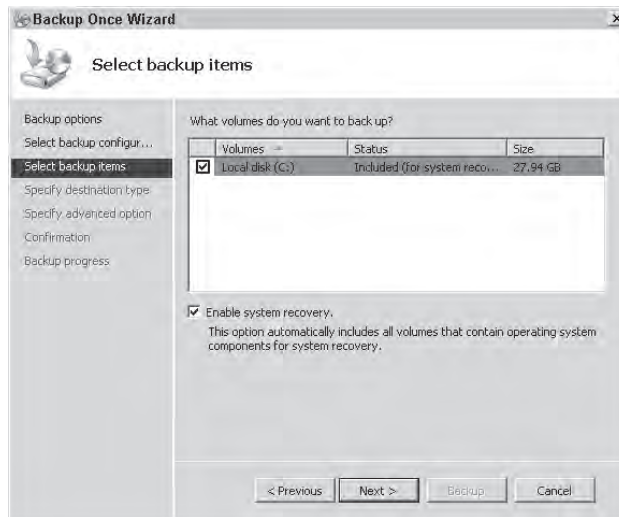 Backup Once Wizard
Select backup items
Backup options
Select backup configur...
Select backup items
Specify destination type
Specify advanced option
Confirmation
Backup progress
What volumes do you want to back up?
Volumes Status Size
Local disk (C:) Included (for system reco... 27.94 GB
Enable system recovery.
This option automatically includes all volumes that contain operating system
components for system recovery.
< Previous Next > Backup Cancel